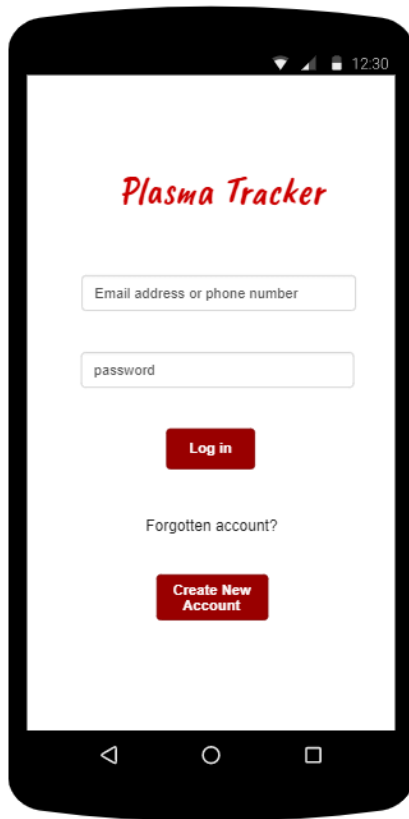 12:30
Plasma Tracker
Email address or phone number
password
Log in
Forgotten account?
Create New
Account